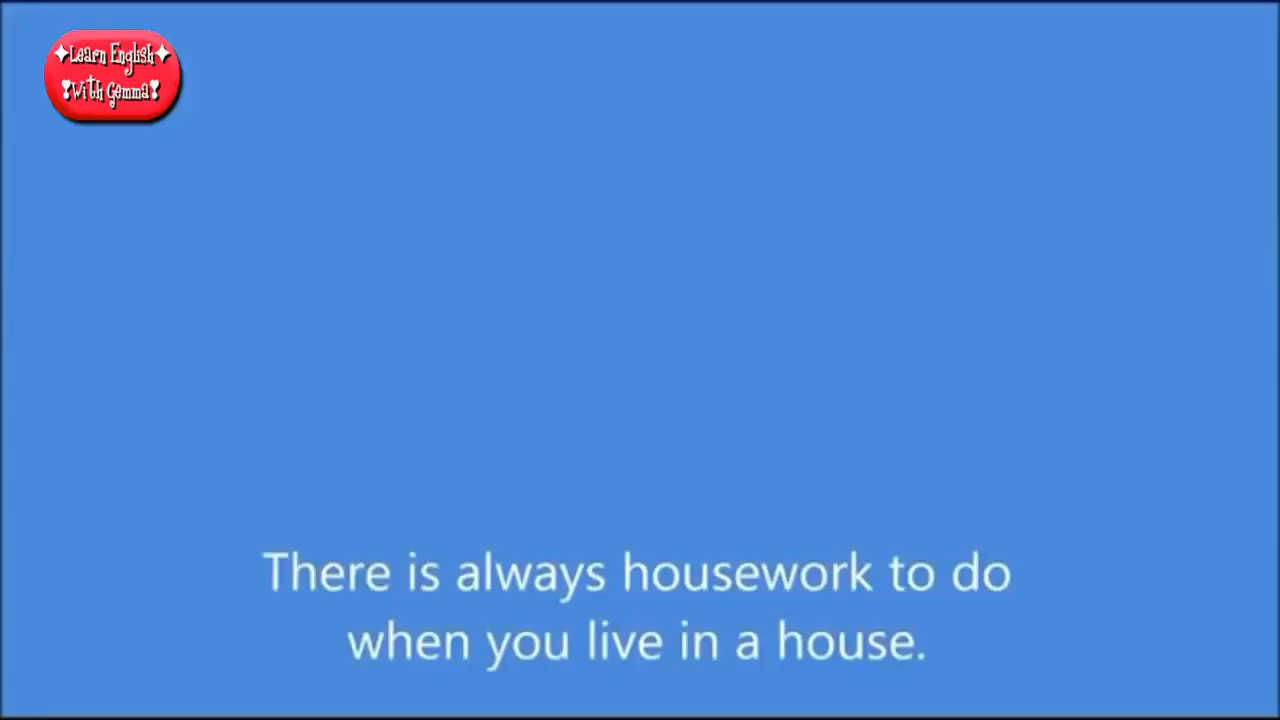 Learn English
With Gemma
There is always housework to do
when you live in a house.